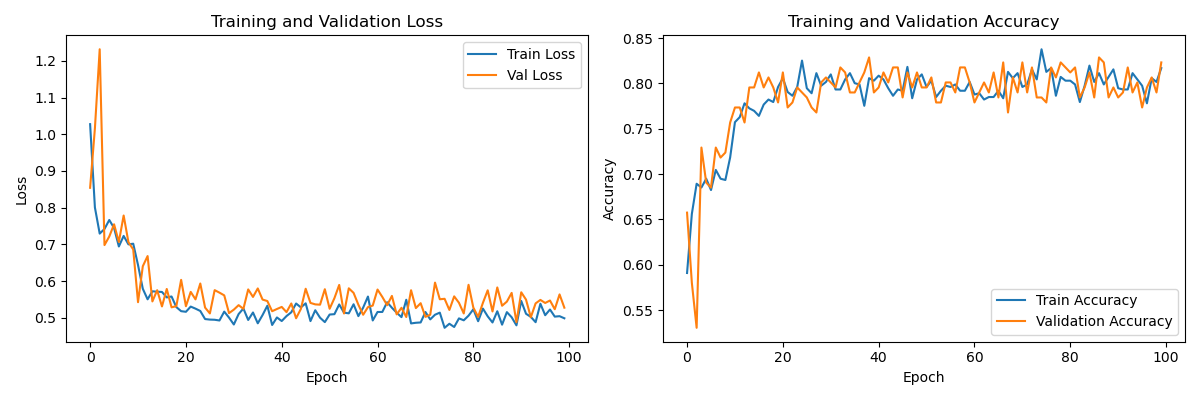 Training and Validation Loss
1.2
1.1
1.0
0.9
0.8
0.7
0.6
0.5
Loss
0 20 40 60 80 100
Epoch
Train Loss
Val Loss
Training and Validation Accuracy
0.85
0.80
0.75
0.70
0.65
0.60
0.55
Accuracy
0 20 40 60 80 100
Epoch
Train Accuracy
Validation Accuracy